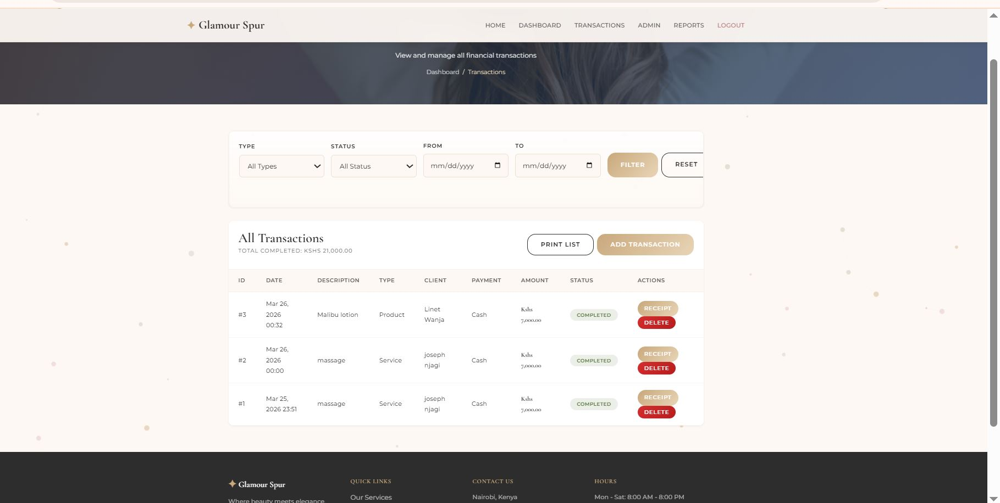 Glamour Spur
HOME DASHBOARD TRANSACTIONS ADMIN REPORTS LOGOUT
View and manage all financial transactions
Dashboard / Transactions
TYPE STATUS FROM TO
All Types All Status mm/dd/yyyy mm/dd/yyyy FILTER RESET
All Transactions
TOTAL COMPLETED: KSHS 21,000.00
PRINT LIST ADD TRANSACTION
ID DATE DESCRIPTION TYPE CLIENT PAYMENT AMOUNT STATUS ACTIONS
#3 Mar 26, 2026 00:32 Malibu lotion Product Linet Wanja Cash Kshs 7,000.00 COMPLETED RECEIPT DELETE
#2 Mar 26, 2026 00:00 massage Service joseph njagi Cash Kshs 7,000.00 COMPLETED RECEIPT DELETE
#1 Mar 25, 2026 23:51 massage Service joseph njagi Cash Kshs 7,000.00 COMPLETED RECEIPT DELETE
Glamour Spur QUICK LINKS CONTACT US HOURS
Where beauty meets elegance Our Services Nairobi, Kenya Mon - Sat: 8:00 AM - 8:00 PM